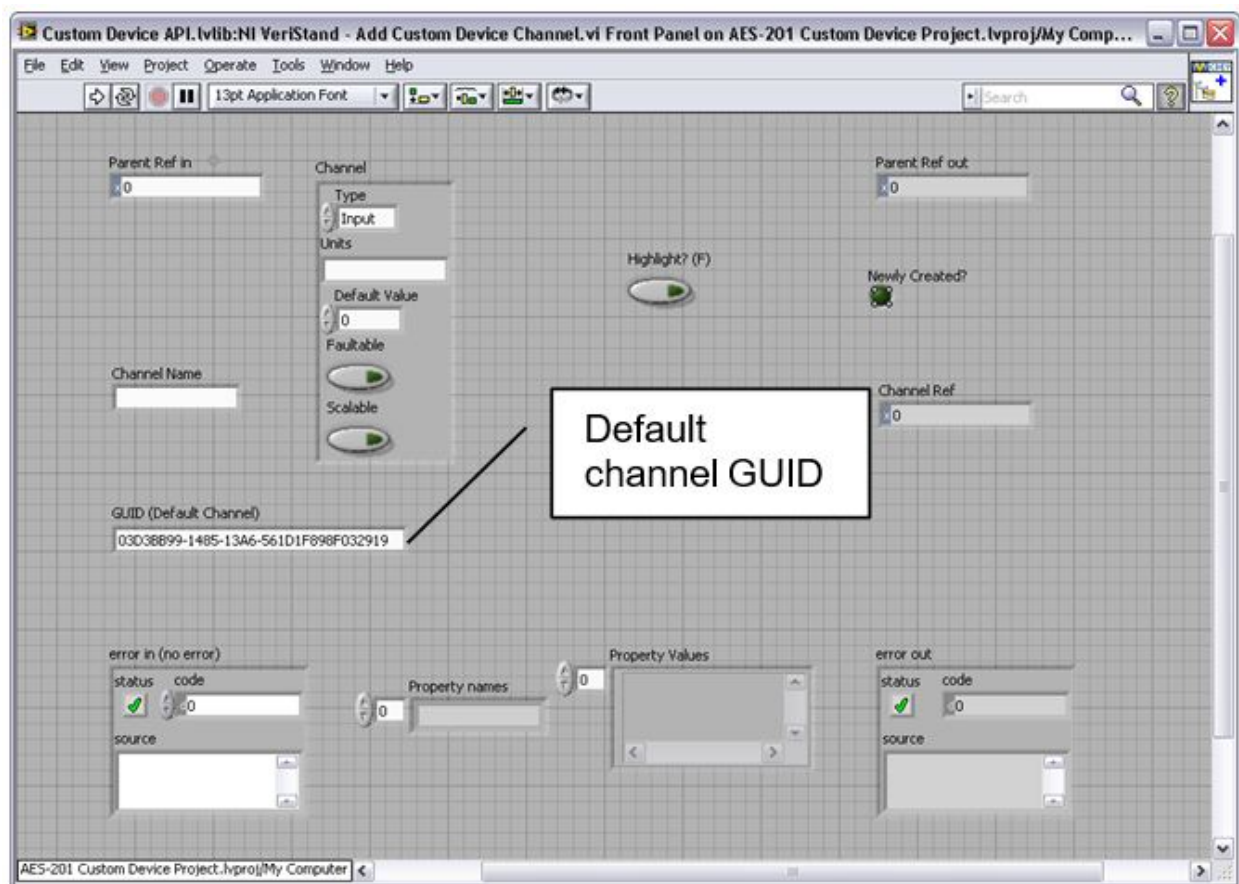 Custom Device API.lvlib:NI VeriStand - Add Custom Device Channel.vi Front Panel on AES-201 Custom Device Project.lvproj/My Comp...
File Edit View Project Operate Tools Window Help
13pt Application Font
Search
Parent Ref in
x 0
Channel
Type
Input
Units
Default Value
0
Faultable
Scalable
Highlight? (F)
Parent Ref out
x 0
Newly Created?
Channel Name
Channel Ref
x 0
Default
channel GUID
GUID (Default Channel)
03D3BB99-1485-13A6-561D1F898F032919
error in (no error)
status code
0
source
Property names
0
Property Values
0
error out
status code
0
source
AES-201 Custom Device Project.lvproj/My Computer